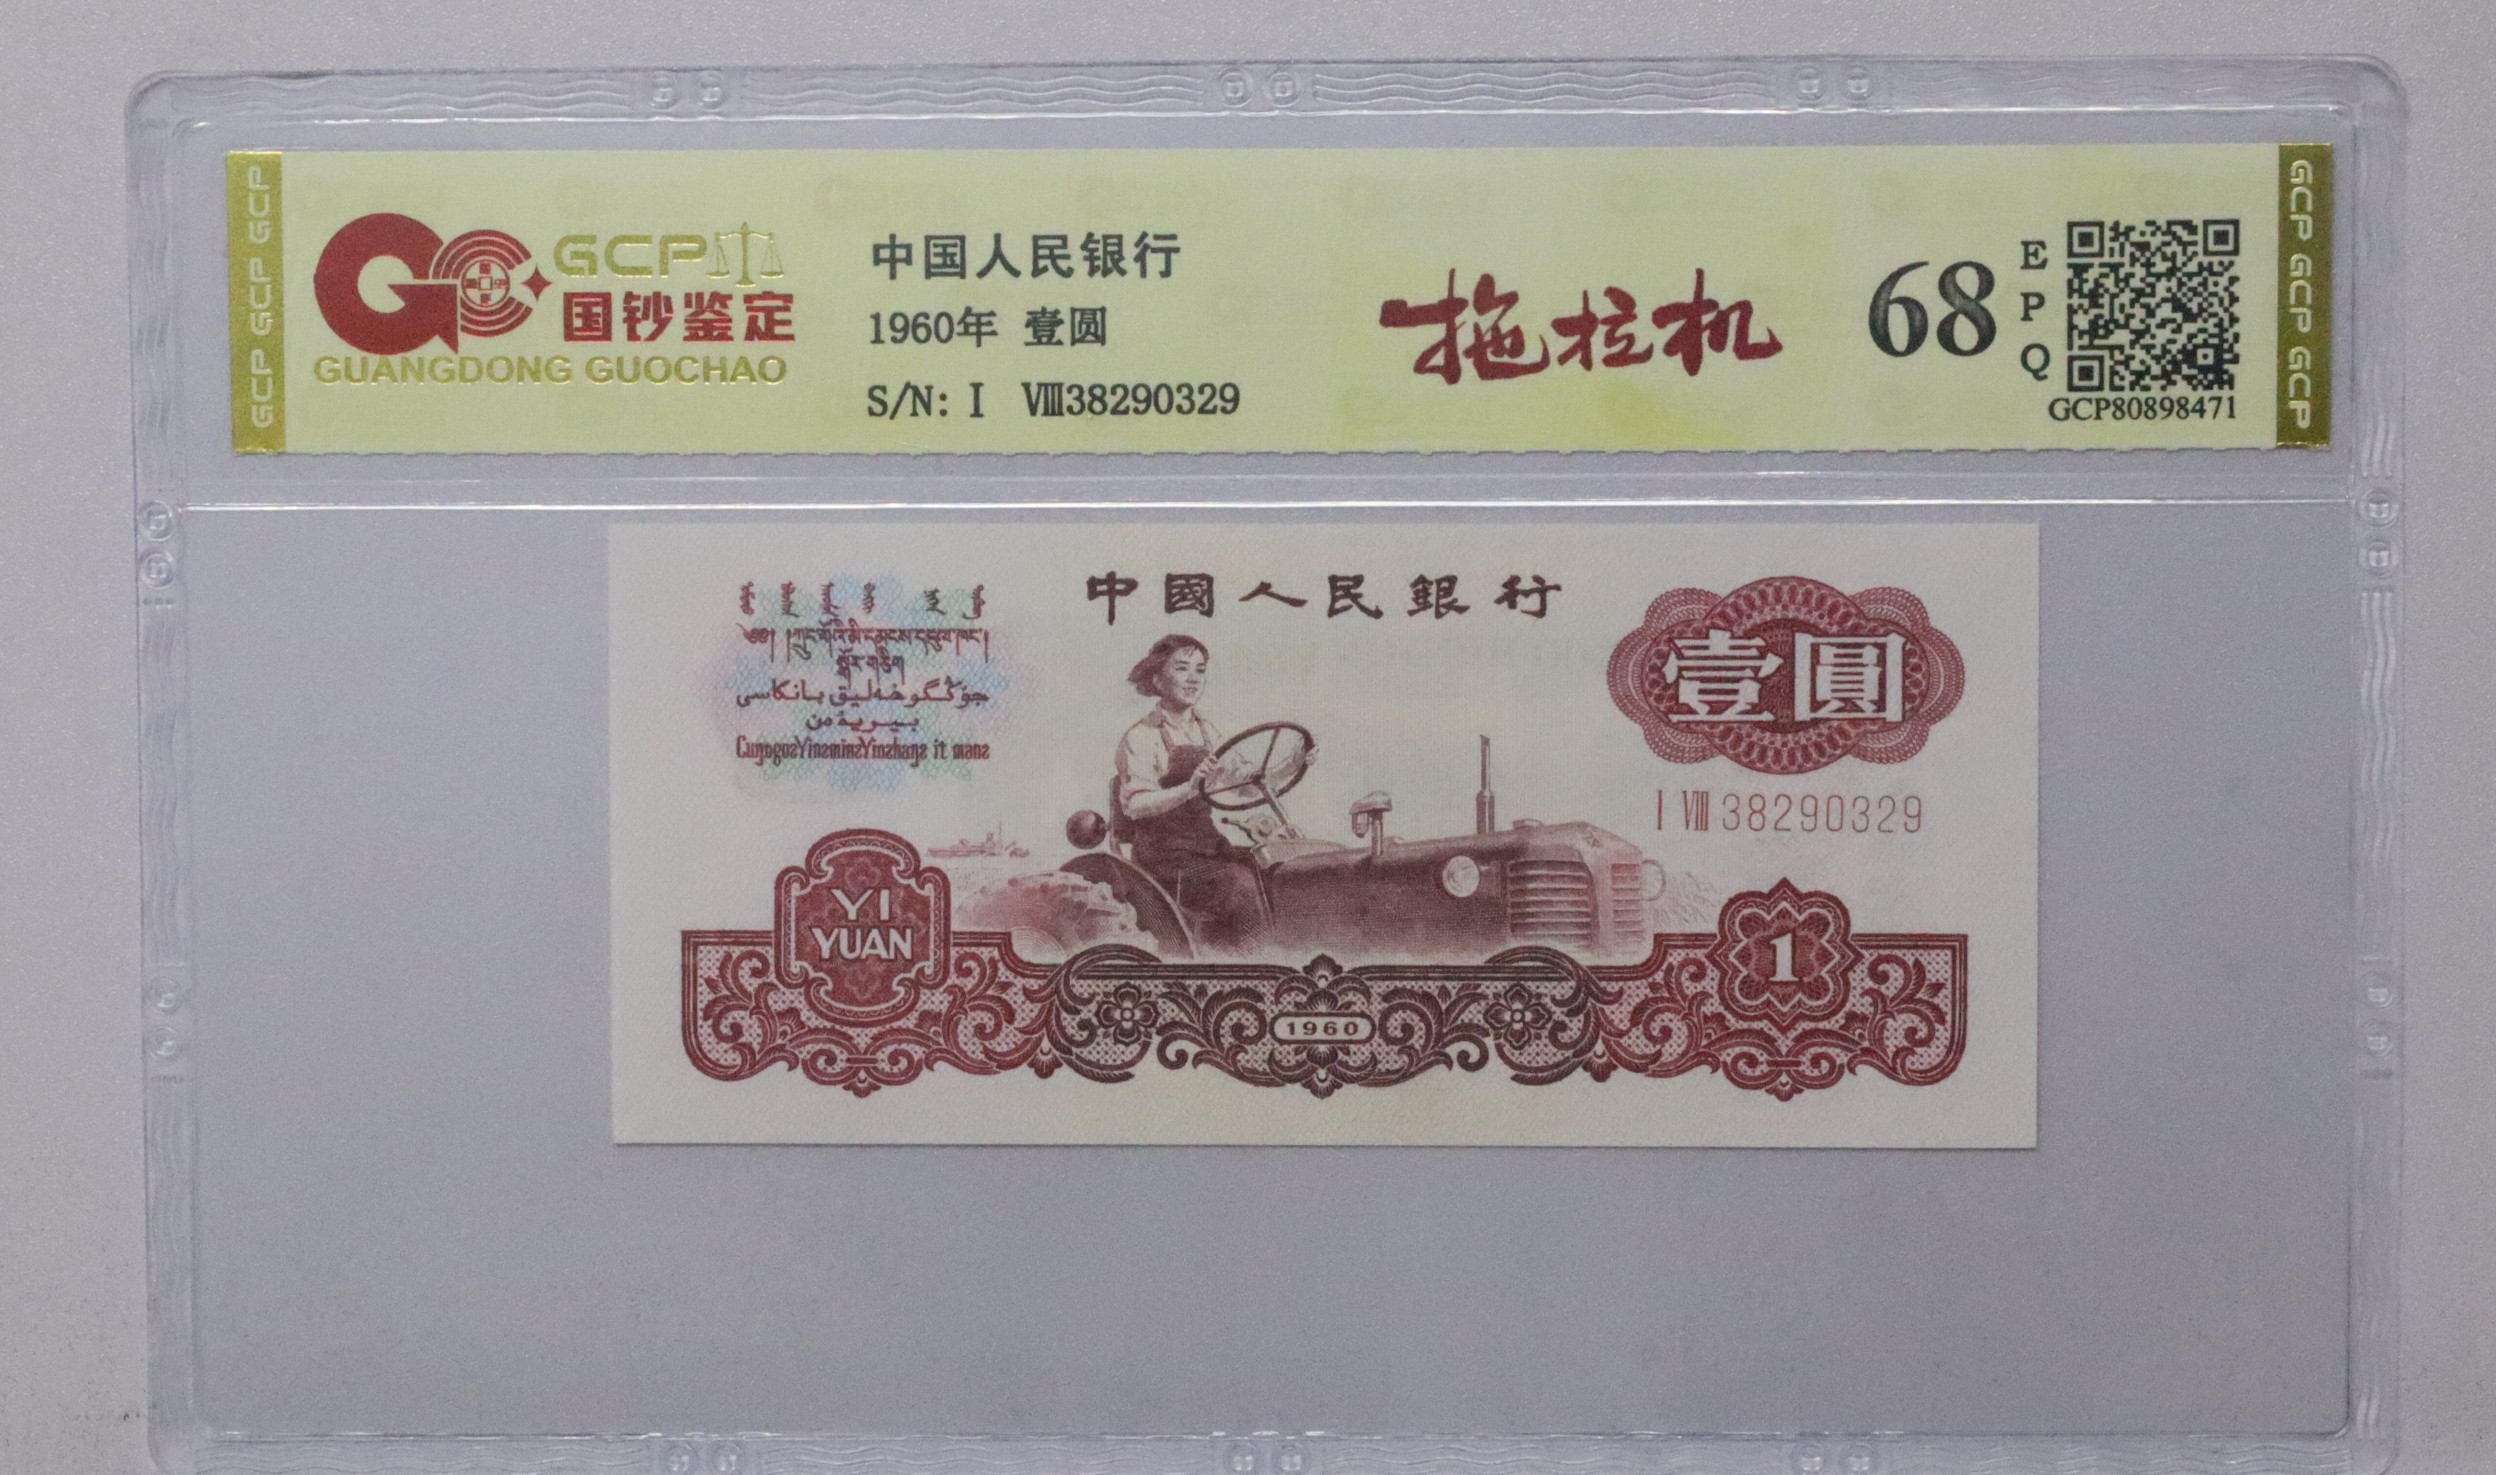 GCP GCP GCP
GCP
国钞鉴定
GUANGDONG GUOCHAO
中国人民银行
1960年 壹圆
S/N: I Ⅷ38290329
拖拉机
68
E
P
Q
GCP80898471
GCP GCP GCP
中國人民銀行
壹圓
I Ⅷ 38290329
YI
YUAN
1960
1